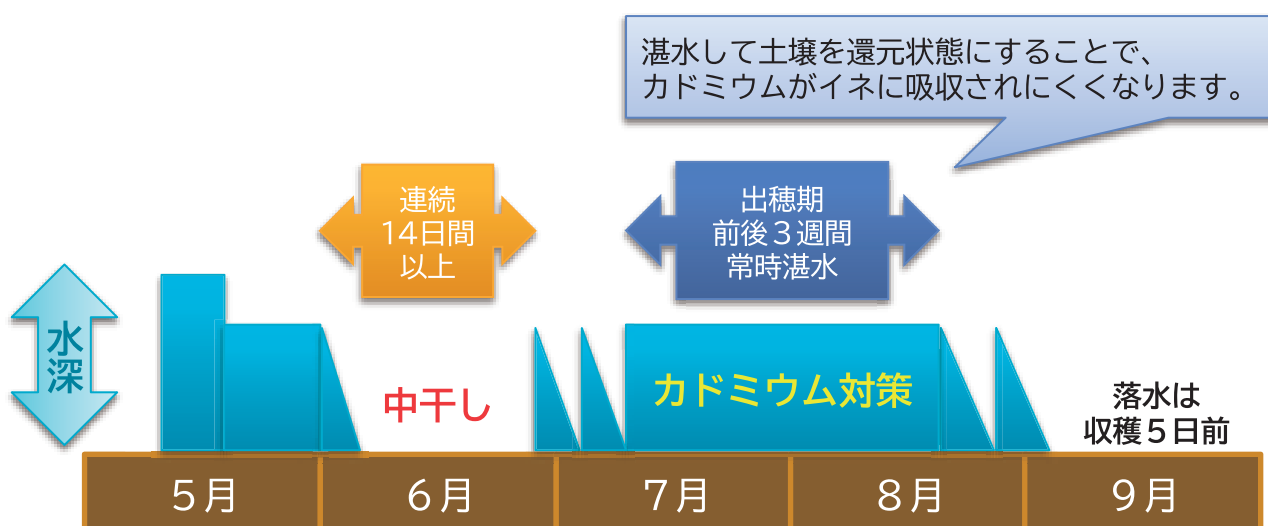 湛水して土壌を還元状態にすることで、
カドミウムがイネに吸収されにくくなります。
連続
14日間
以上
出穂期
前後3週間
常時湛水
水深
中干し
カドミウム対策
落水は
収穫5日前
5月
6月
7月
8月
9月